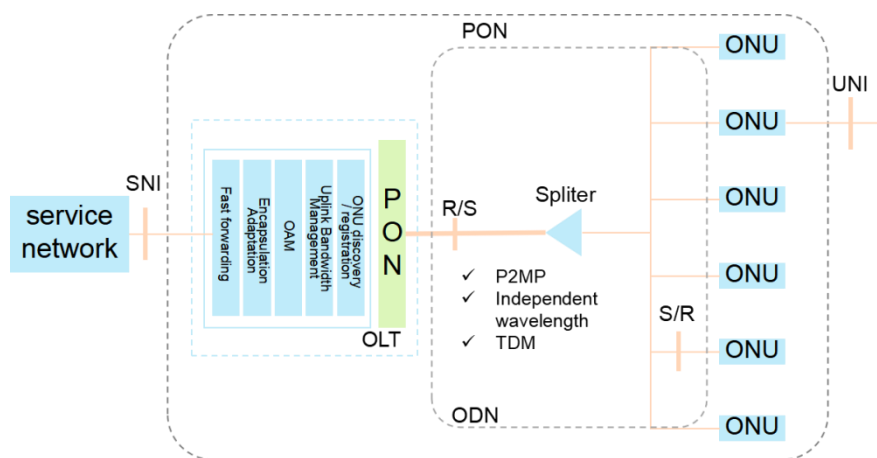 PON
ONU
ONU
UNI
SNI
service
network
Fast forwarding
Encapsulation
Adaptation
OAM
Uplink Bandwidth
Management
ONU discovery
/ registration
P
O
N
OLT
R/S
Spliter
ONU
✓ P2MP
✓ Independent
wavelength
✓ TDM
ONU
S/R
ONU
ODN
ONU